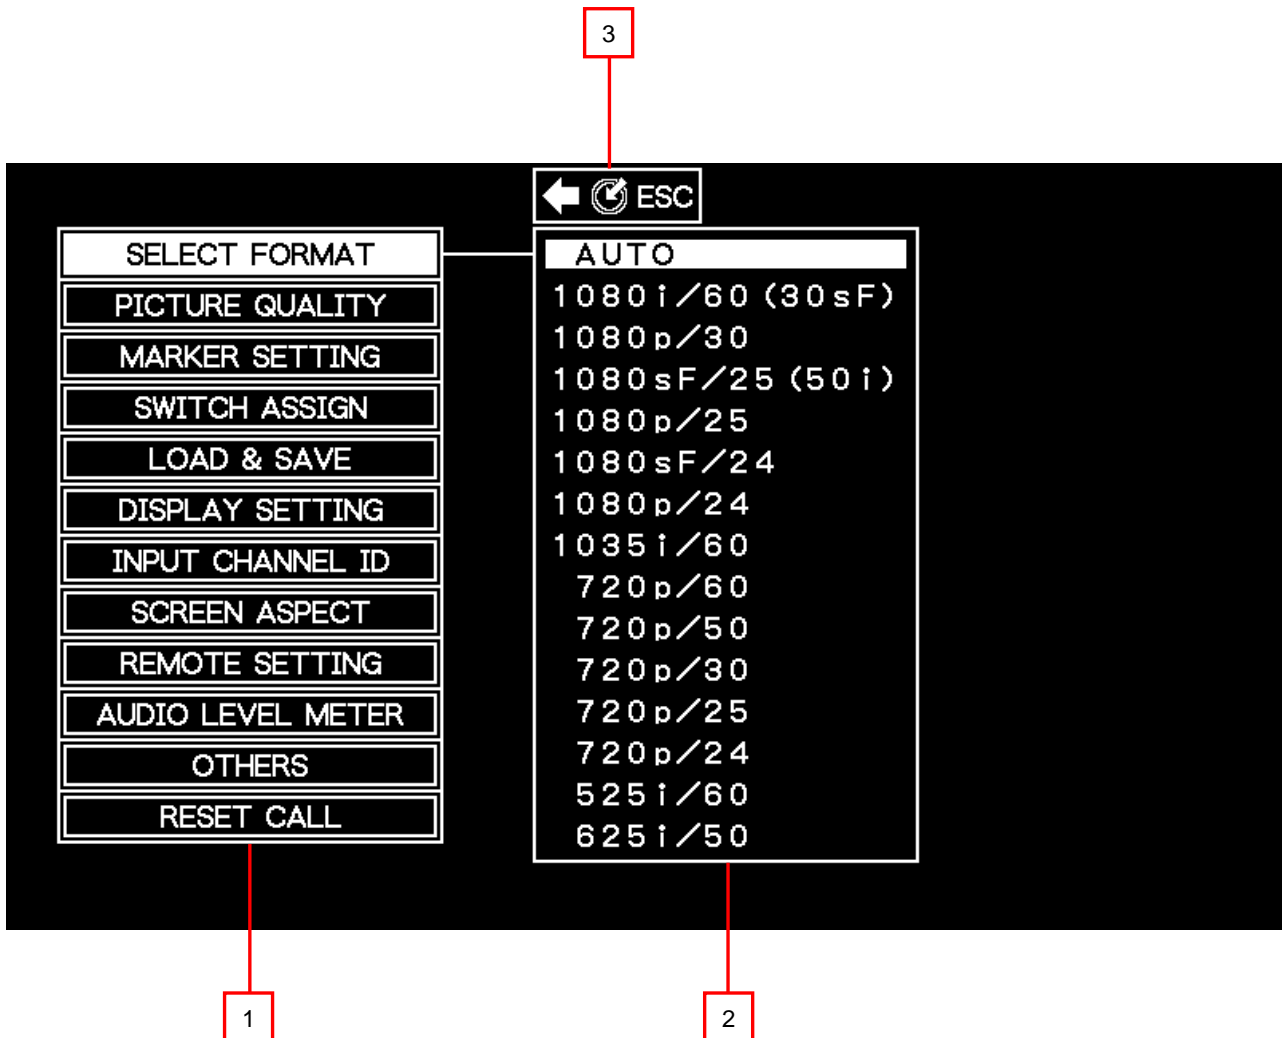 3
ESC
SELECT FORMAT
PICTURE QUALITY
MARKER SETTING
SWITCH ASSIGN
LOAD & SAVE
DISPLAY SETTING
INPUT CHANNEL ID
SCREEN ASPECT
REMOTE SETTING
AUDIO LEVEL METER
OTHERS
RESET CALL
AUTO
1080i/60(30sF)
1080p/30
1080sF/25(50i)
1080p/25
1080sF/24
1080p/24
1035i/60
720p/60
720p/50
720p/30
720p/25
720p/24
525i/60
625i/50
1
2